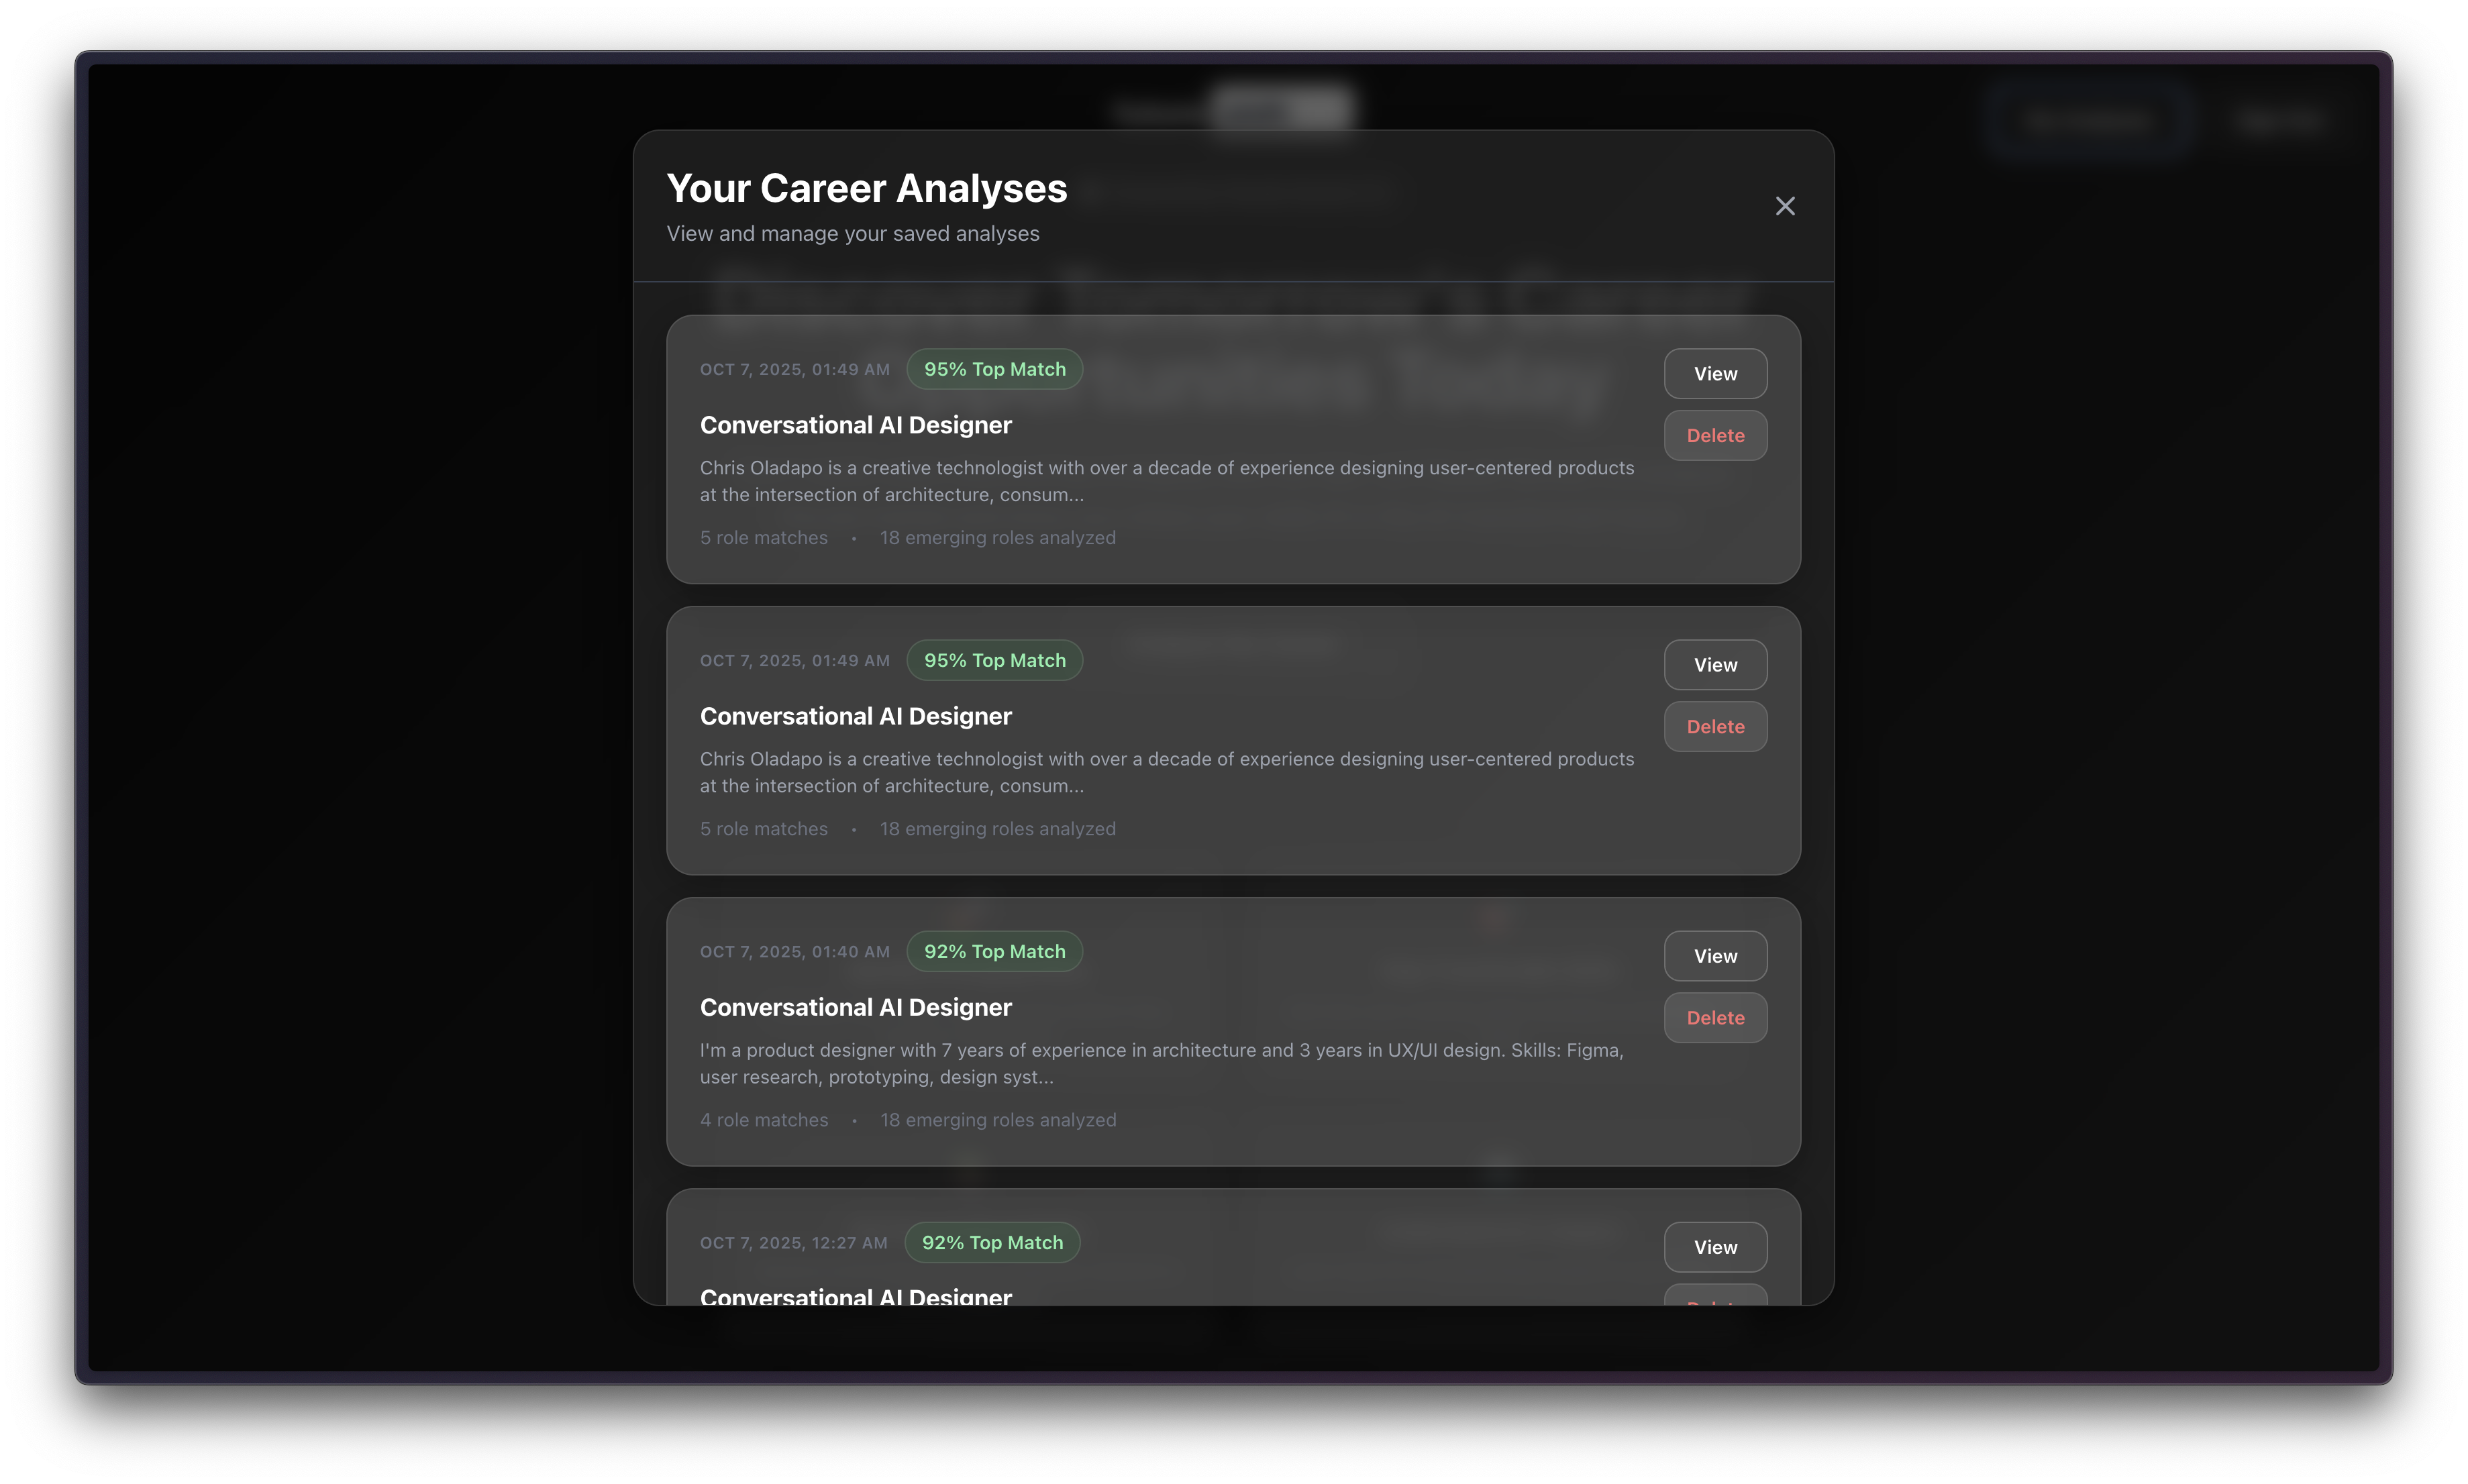 Your Career Analyses
View and manage your saved analyses
OCT 7, 2025, 01:49 AM
95% Top Match
View
Conversational AI Designer
Delete
Chris Oladapo is a creative technologist with over a decade of experience designing user-centered products
at the intersection of architecture, consum...
5 role matches • 18 emerging roles analyzed
OCT 7, 2025, 01:49 AM
95% Top Match
View
Conversational AI Designer
Delete
Chris Oladapo is a creative technologist with over a decade of experience designing user-centered products
at the intersection of architecture, consum...
5 role matches • 18 emerging roles analyzed
OCT 7, 2025, 01:40 AM
92% Top Match
View
Conversational AI Designer
Delete
I'm a product designer with 7 years of experience in architecture and 3 years in UX/UI design. Skills: Figma,
user research, prototyping, design syst...
4 role matches • 18 emerging roles analyzed
OCT 7, 2025, 12:27 AM
92% Top Match
View
Conversational AI Designer